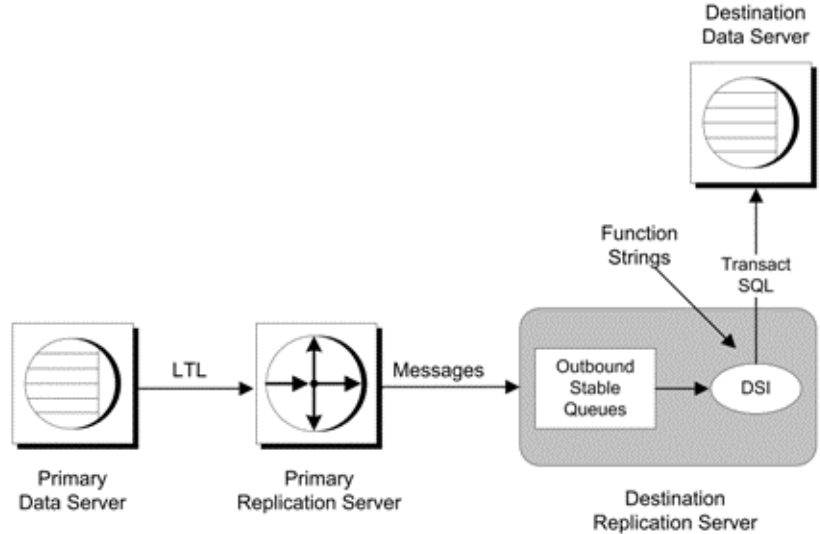 Destination
Data Server
Function
Strings
Transact
SQL
LTL
Messages
Outbound
Stable
Queues
DSI
Primary
Data Server
Primary
Replication Server
Destination
Replication Server